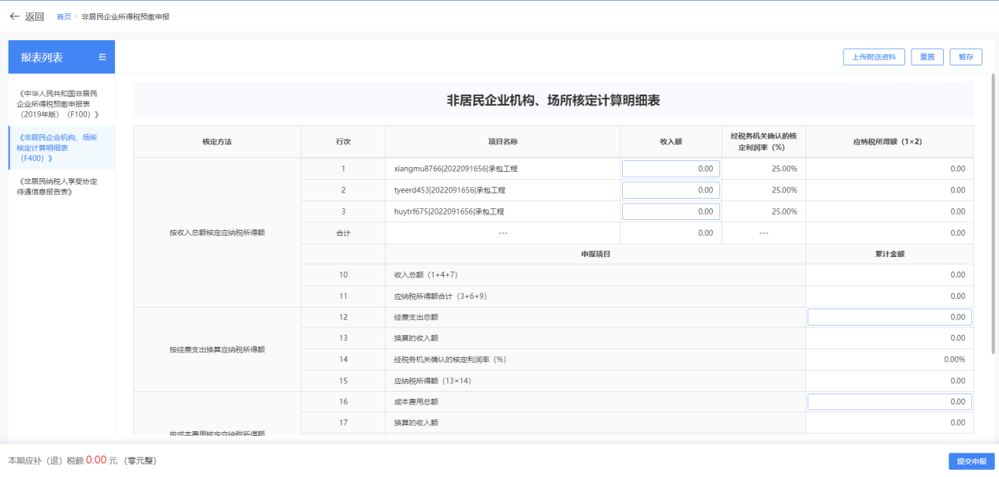 ← 返回 首页 › 非居民企业所得税预缴申报
报表列表
上传附送资料 重置 暂存
《中华人民共和国非居民
企业所得税预缴申报表
（2019年版）（F100）》
《非居民企业机构、场所
核定计算明细表
（F400）》
《非居民纳税人享受协定
待遇信息报告表》
非居民企业机构、场所核定计算明细表
核定方法 行次 项目名称 收入额 经税务机关确认的核
定利润率（%） 应纳税所得额（1×2）
按收入总额核定应纳税所得额
1 xiangmu8766|2022091656|承包工程 0.00 25.00% 0.00
2 tyeerd453|2022091656|承包工程 0.00 25.00% 0.00
3 huytrf675|2022091656|承包工程 0.00 25.00% 0.00
合计 --- 0.00 --- 0.00
申报项目 累计金额
10 收入总额（1+4+7） 0.00
11 应纳税所得额合计（3+6+9） 0.00
按经费支出换算应纳税所得额
12 经费支出总额 0.00
13 换算的收入额 0.00
14 经税务机关确认的核定利润率（%） 0.00%
15 应纳税所得额（13×14） 0.00
16 成本费用总额 0.00
17 换算的收入额 0.00
按成本费用核定应纳税所得额
本期应补（退）税额 0.00 元 （零元整）
提交申报